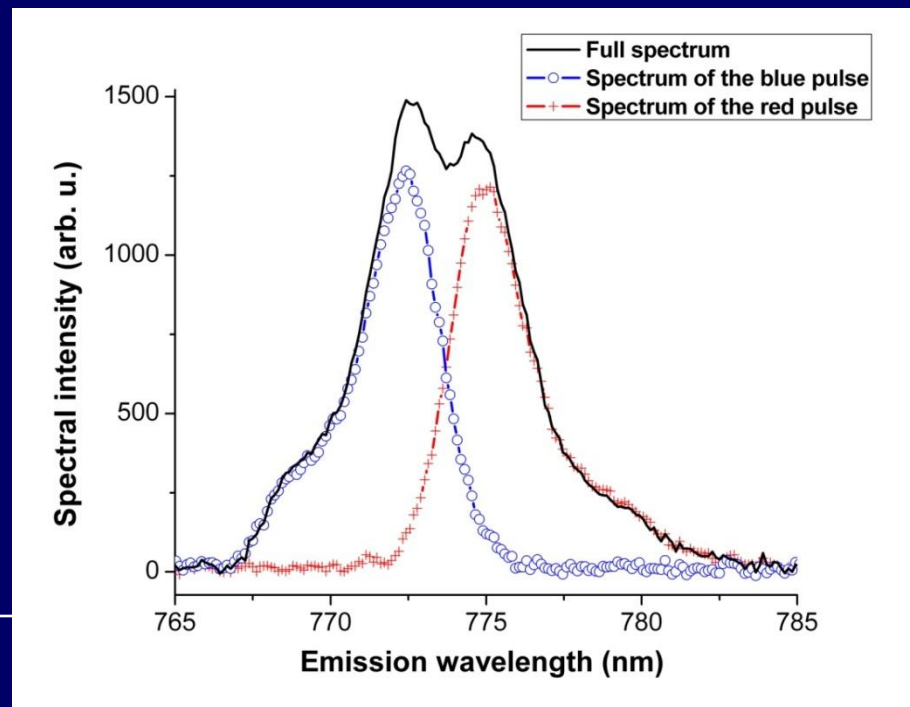 Full spectrum
Spectrum of the blue pulse
Spectrum of the red pulse
1500
1000
500
0
765 770 775 780 785
Spectral intensity (arb. u.)
Emission wavelength (nm)